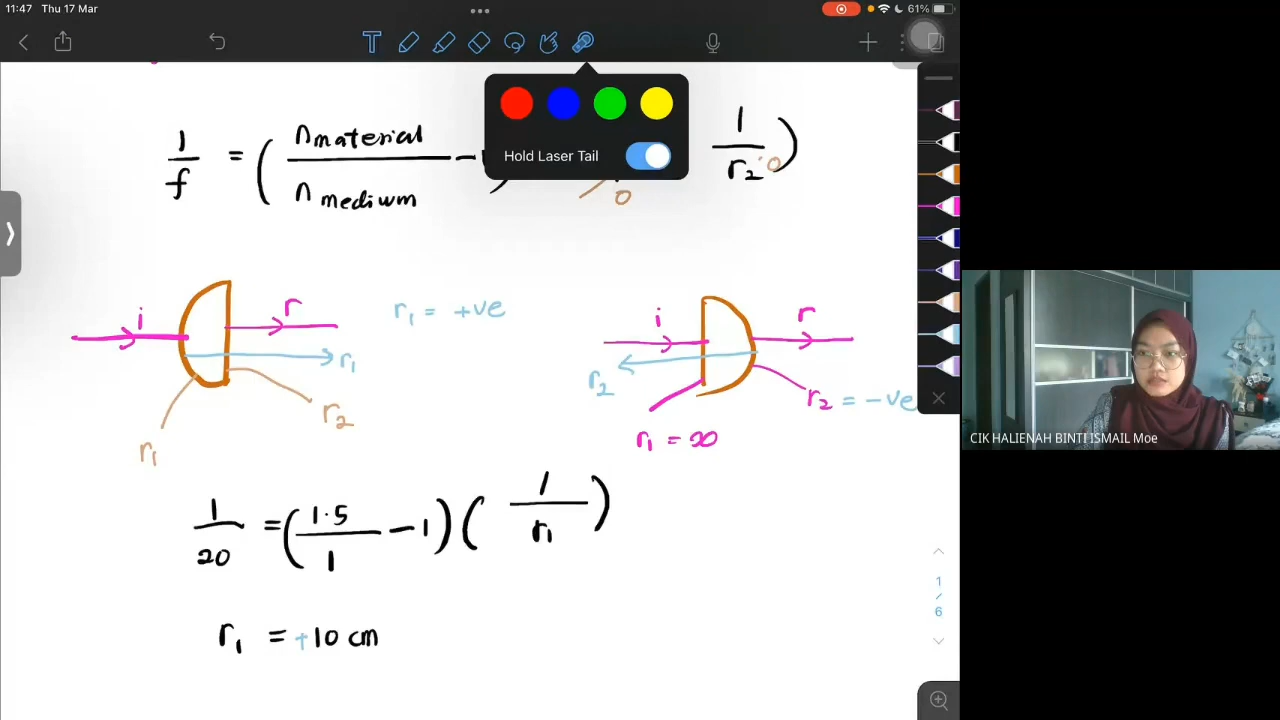 11:47 Thu 17 Mar
61%
T
Hold Laser Tail
1/f = ( n material / n medium −
1/r2 )
0
0
i
r
r1 = +ve
r1
r2
r1
i
r
r2
r2 = −ve
r1 = ∞
1/20 = ( 1.5/1 − 1 ) ( 1/r1 )
r1 = +10 cm
1
/
6
CIK HALIENAH BINTI ISMAIL Moe